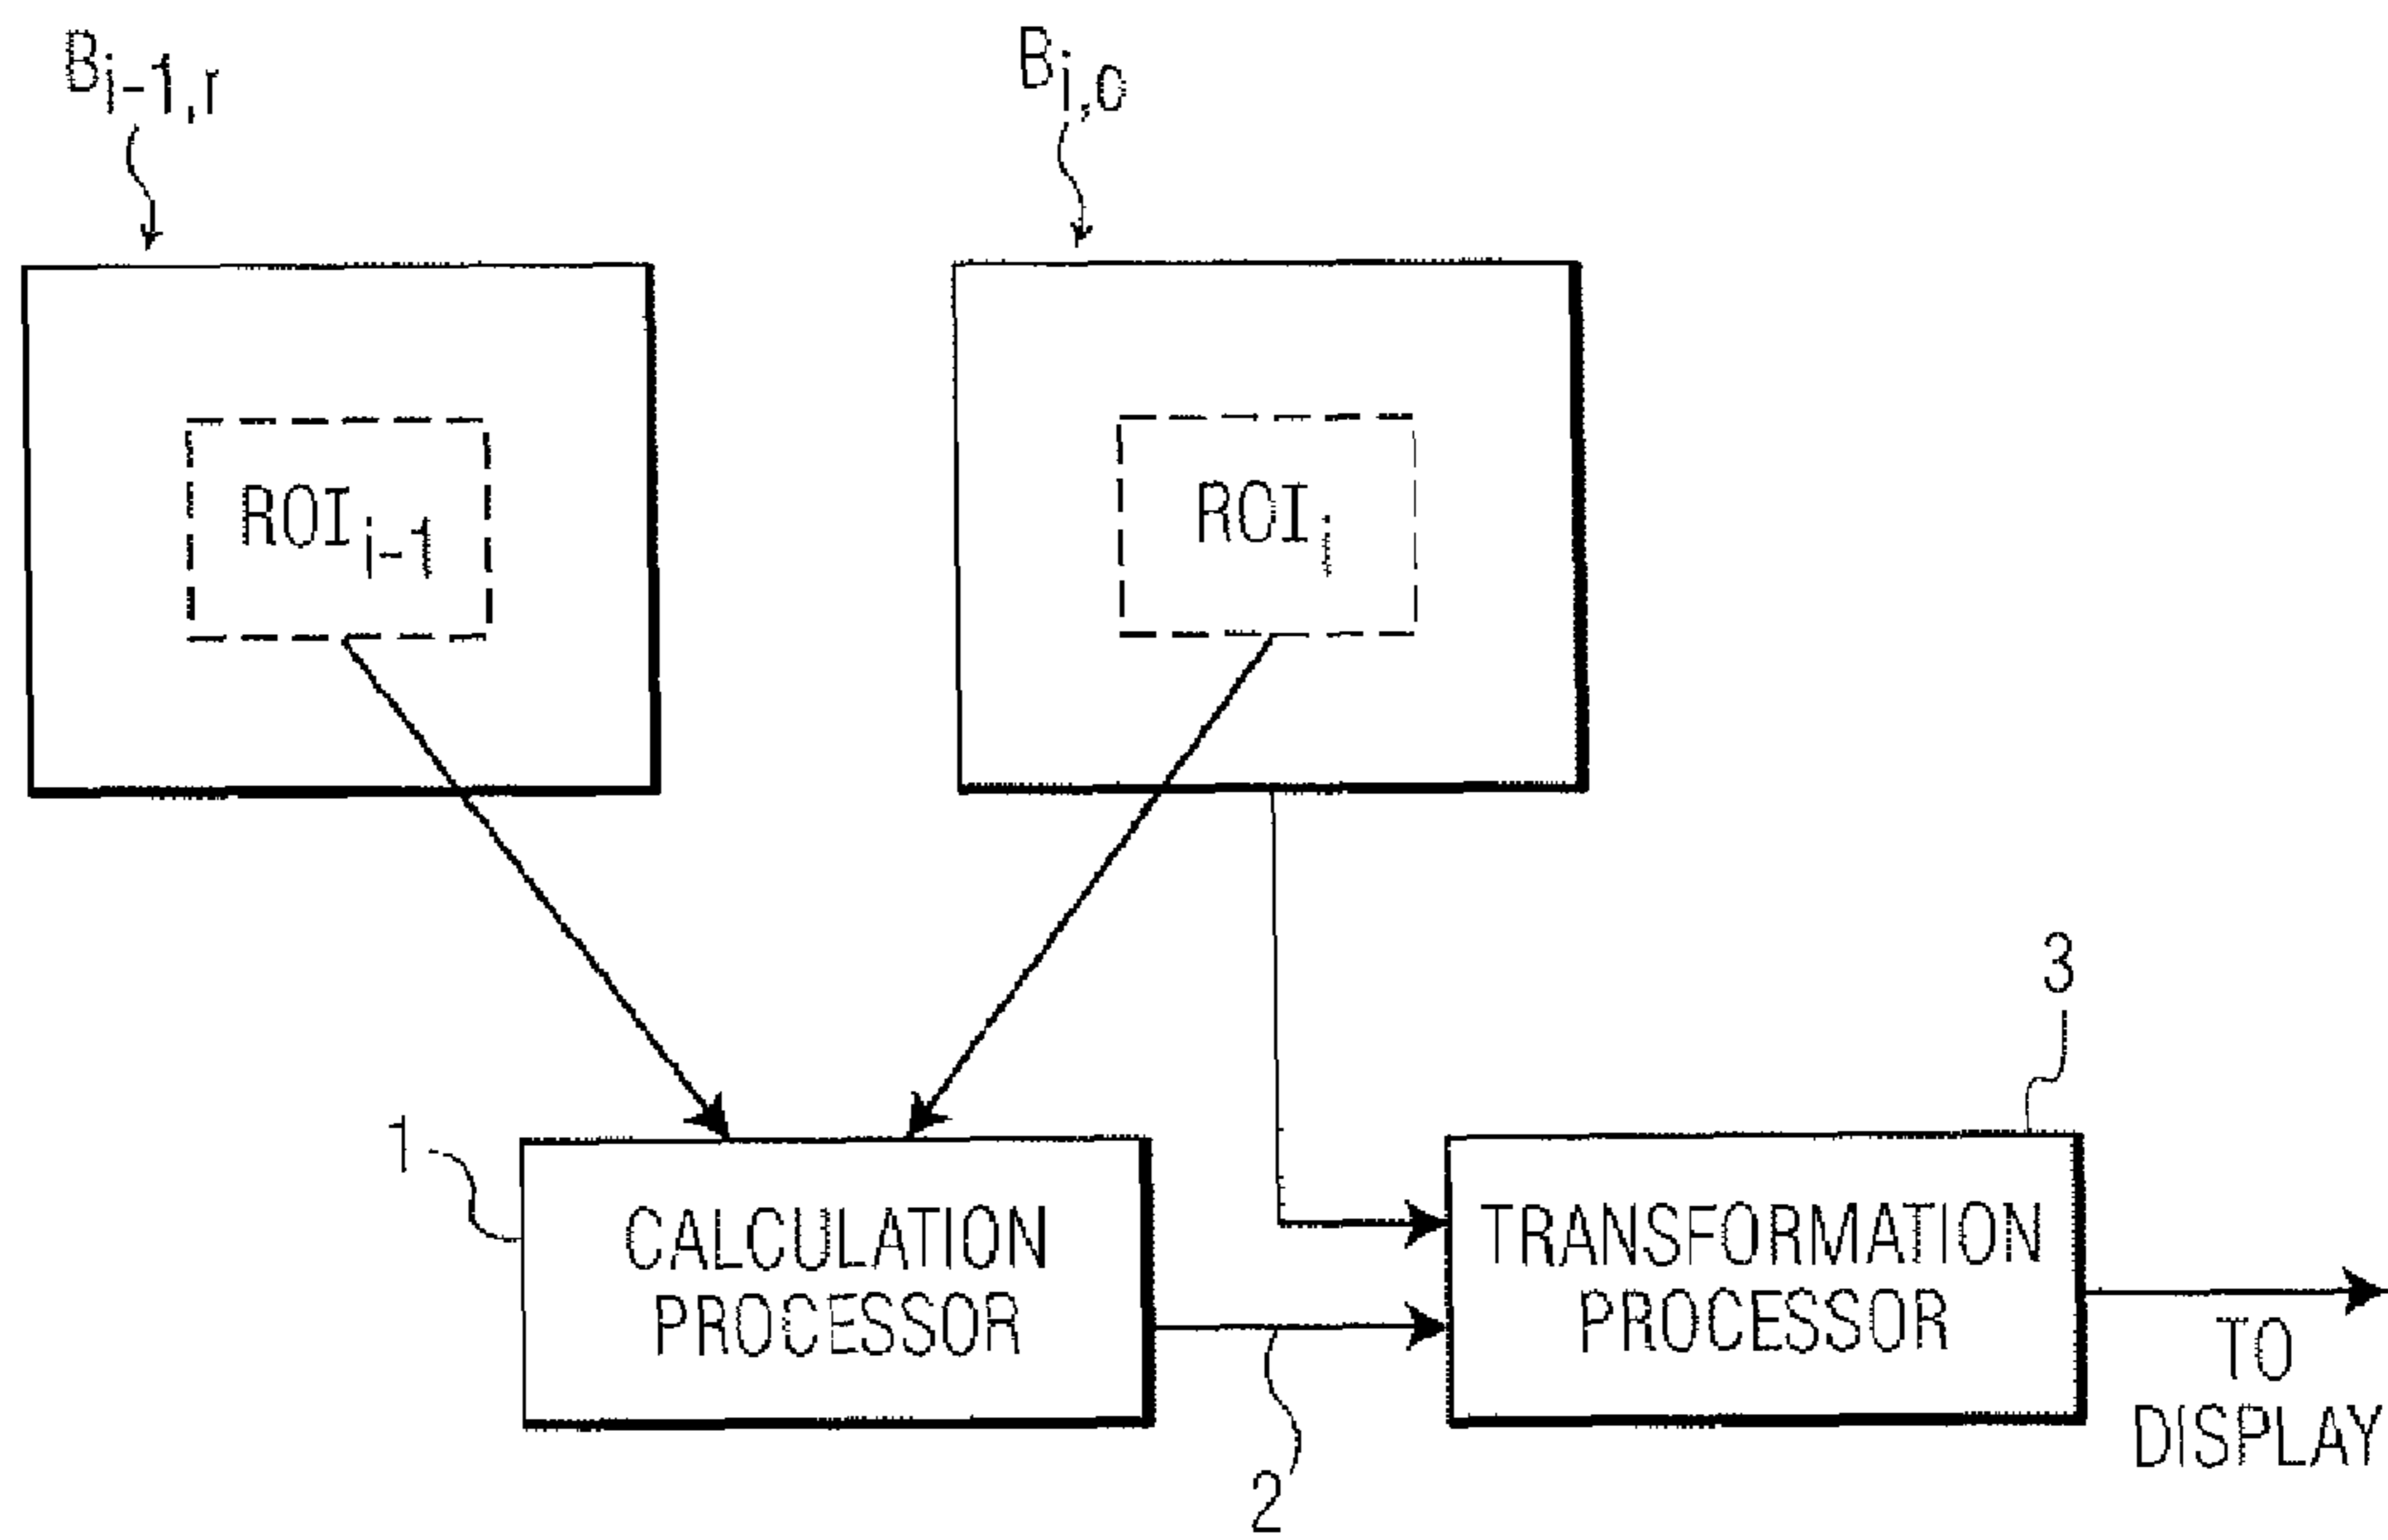 Bi-1,r
Bi,o
ROIi-1
ROIi
3
1
CALCULATION
PROCESSOR
TRANSFORMATION
PROCESSOR
2
TO
DISPLAY